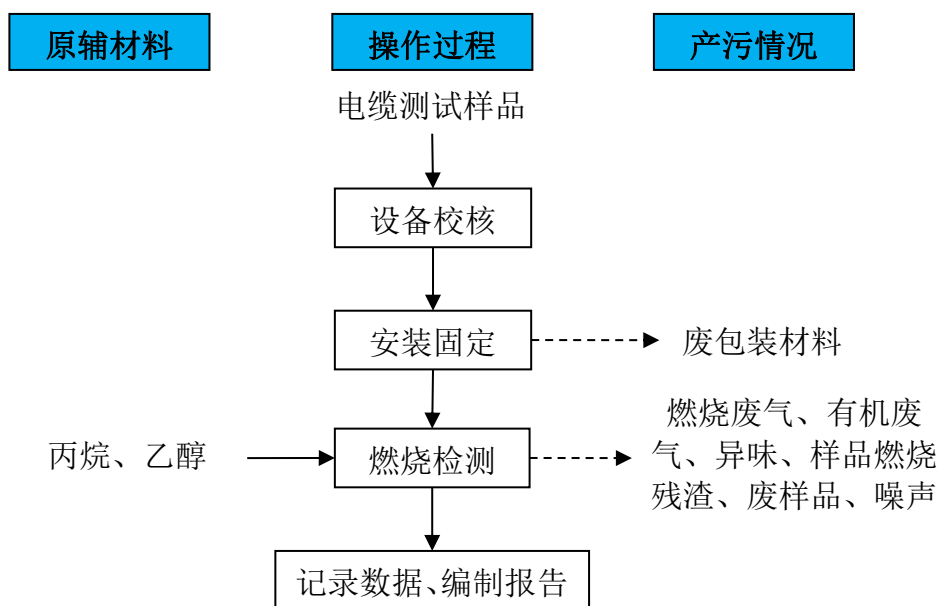 原辅材料
操作过程
产污情况
电缆测试样品
设备校核
安装固定
废包装材料
丙烷、乙醇
燃烧检测
燃烧废气、有机废
气、异味、样品燃烧
残渣、废样品、噪声
记录数据、编制报告